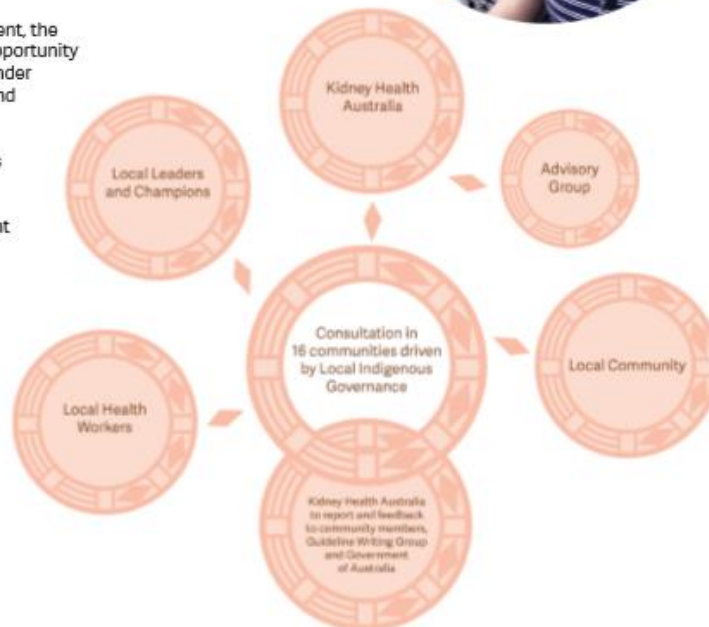 ent, the
pportunity
nder
nd
s
nt
Kidney Health
Australia
Local Leaders
and Champions
Advisory
Group
Consultation in
16 communities driven
by Local Indigenous
Governance
Local Community
Local Health
Workers
Kidney Health Australia
to report and feedback
to community members,
Guideline Writing Group
and Government
of Australia